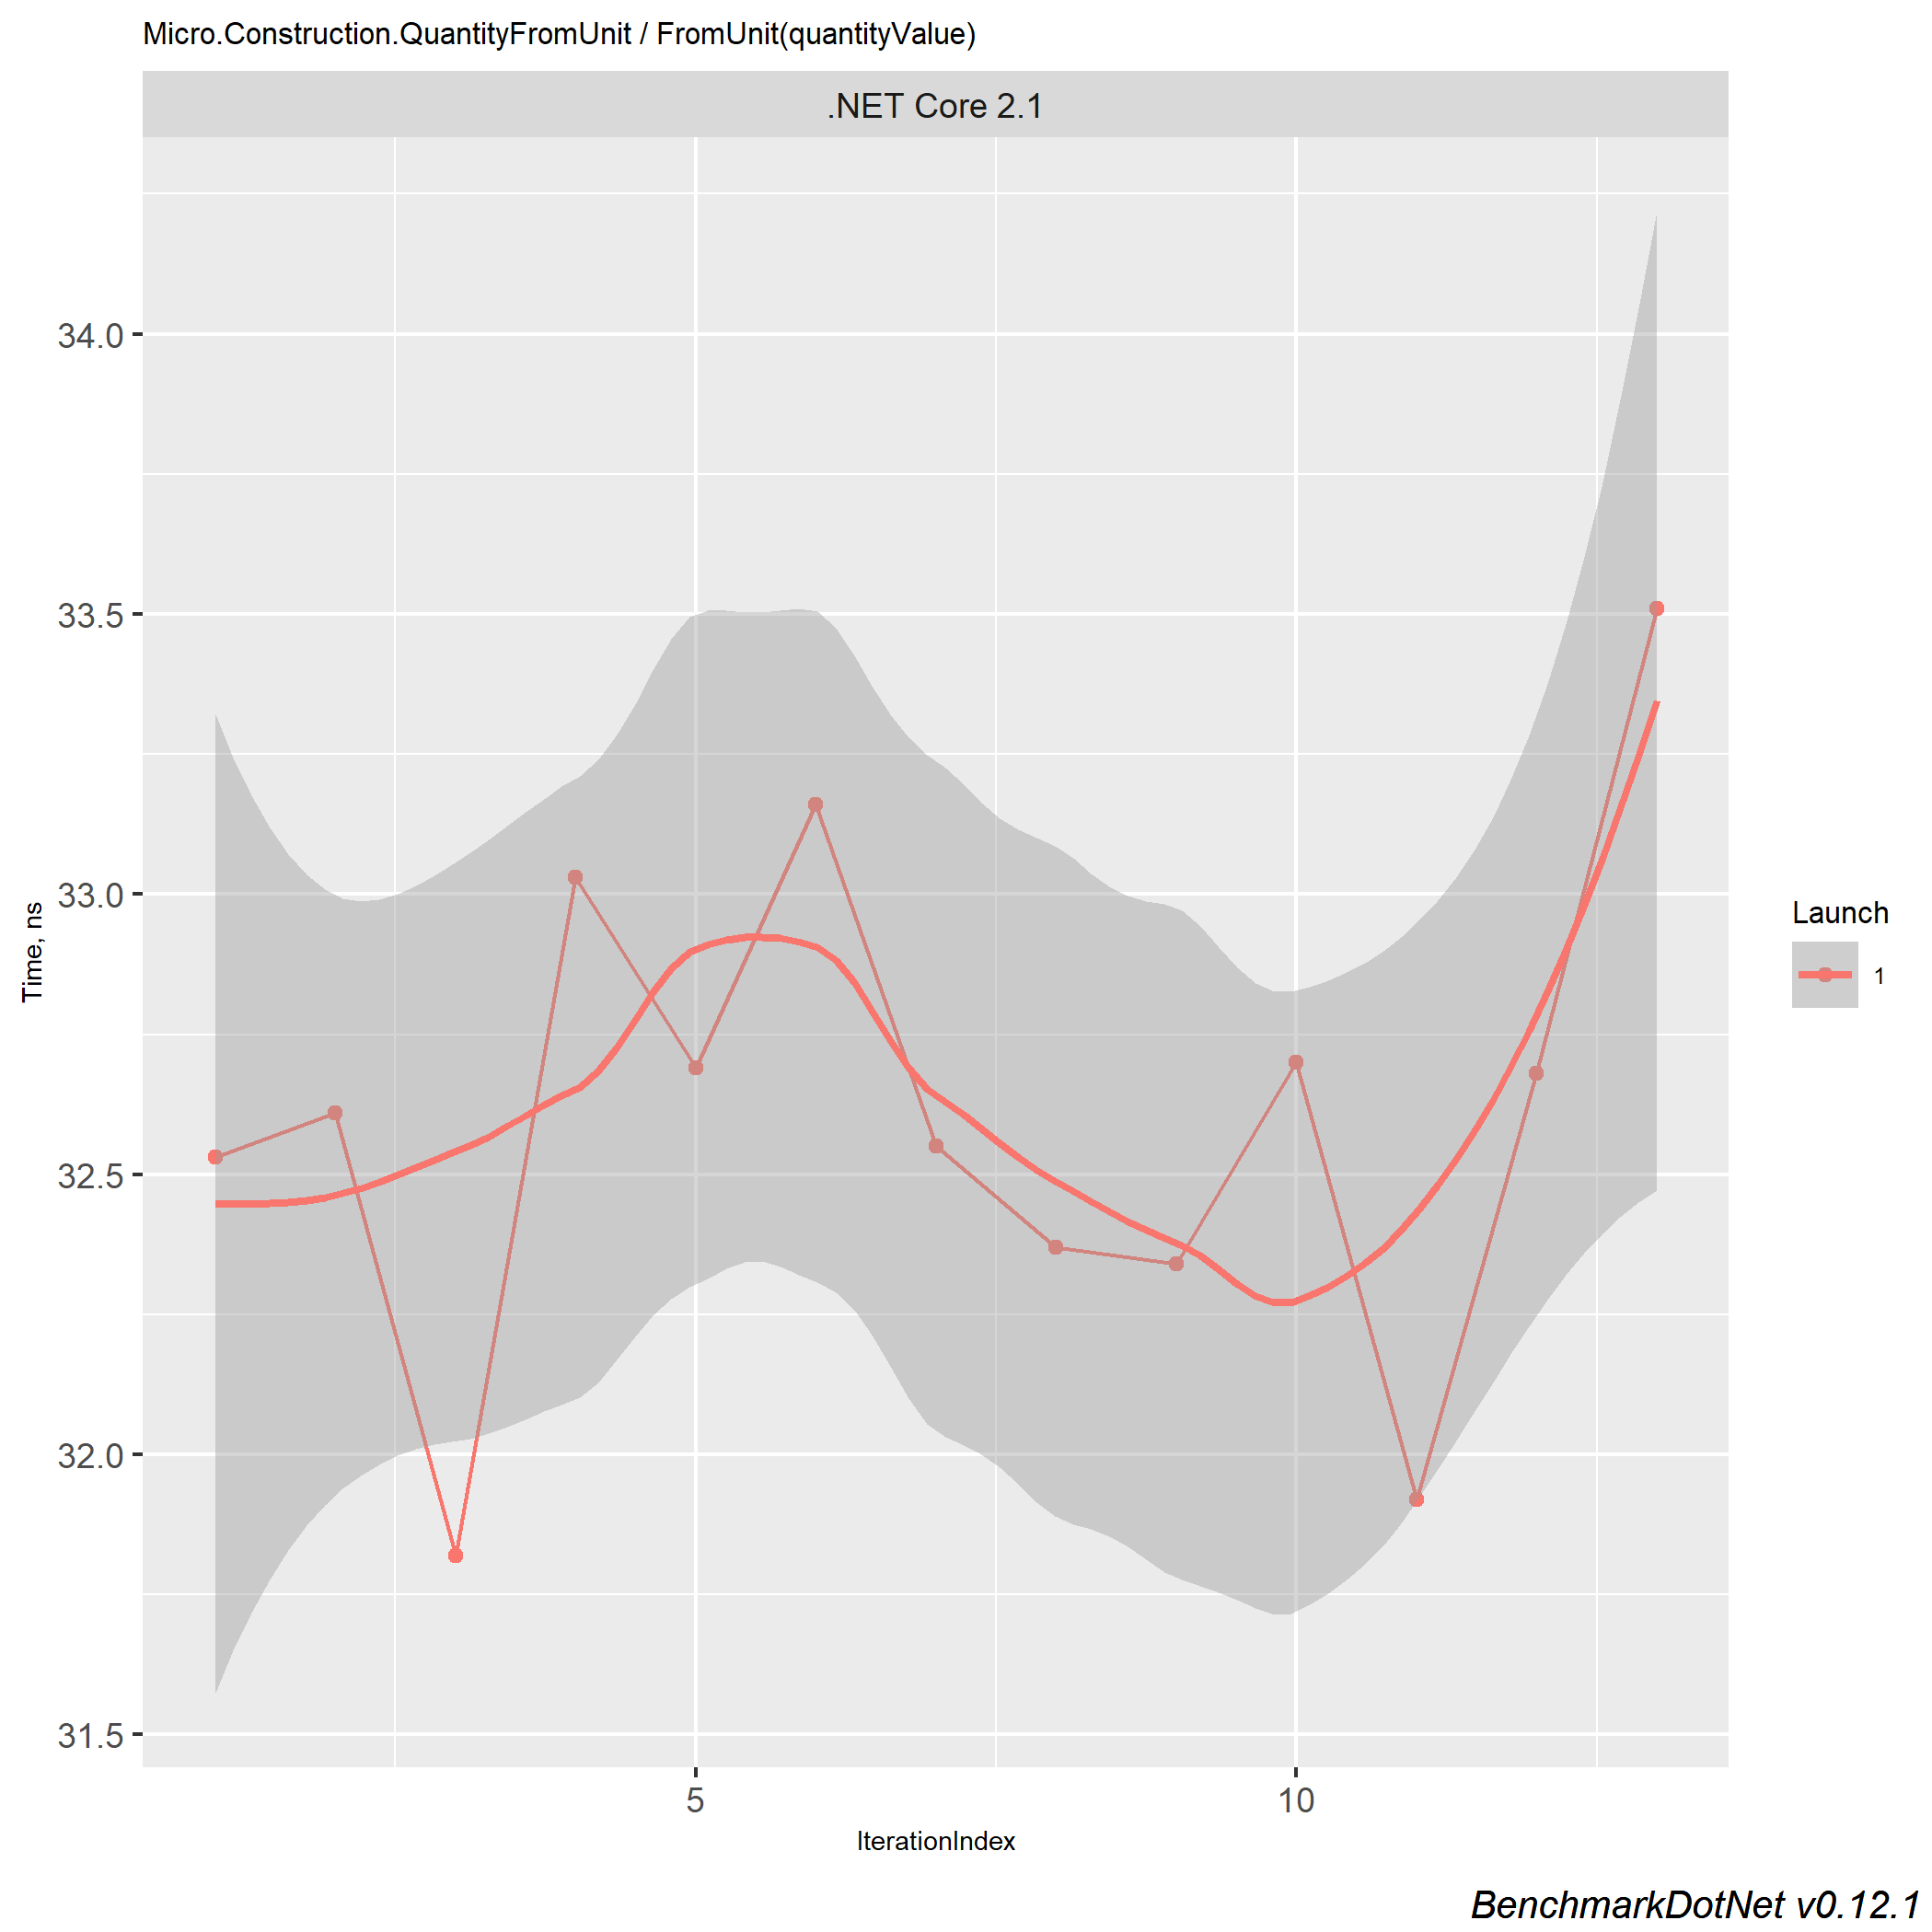 Micro.Construction.QuantityFromUnit / FromUnit(quantityValue)
.NET Core 2.1
34.0
33.5
33.0
32.5
32.0
31.5
Time, ns
5
10
IterationIndex
Launch
1
BenchmarkDotNet v0.12.1